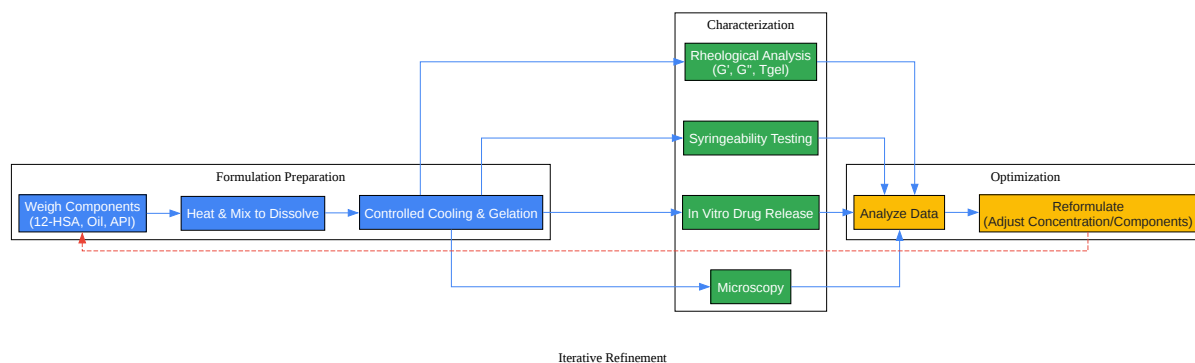 Formulation Preparation
Weigh Components
(12-HSA, Oil, API)
Heat & Mix to Dissolve
Controlled Cooling & Gelation
Characterization
Rheological Analysis
(G', G'', Tgel)
Syringeability Testing
In Vitro Drug Release
Microscopy
Optimization
Analyze Data
Reformulate
(Adjust Concentration/Components)
Iterative Refinement